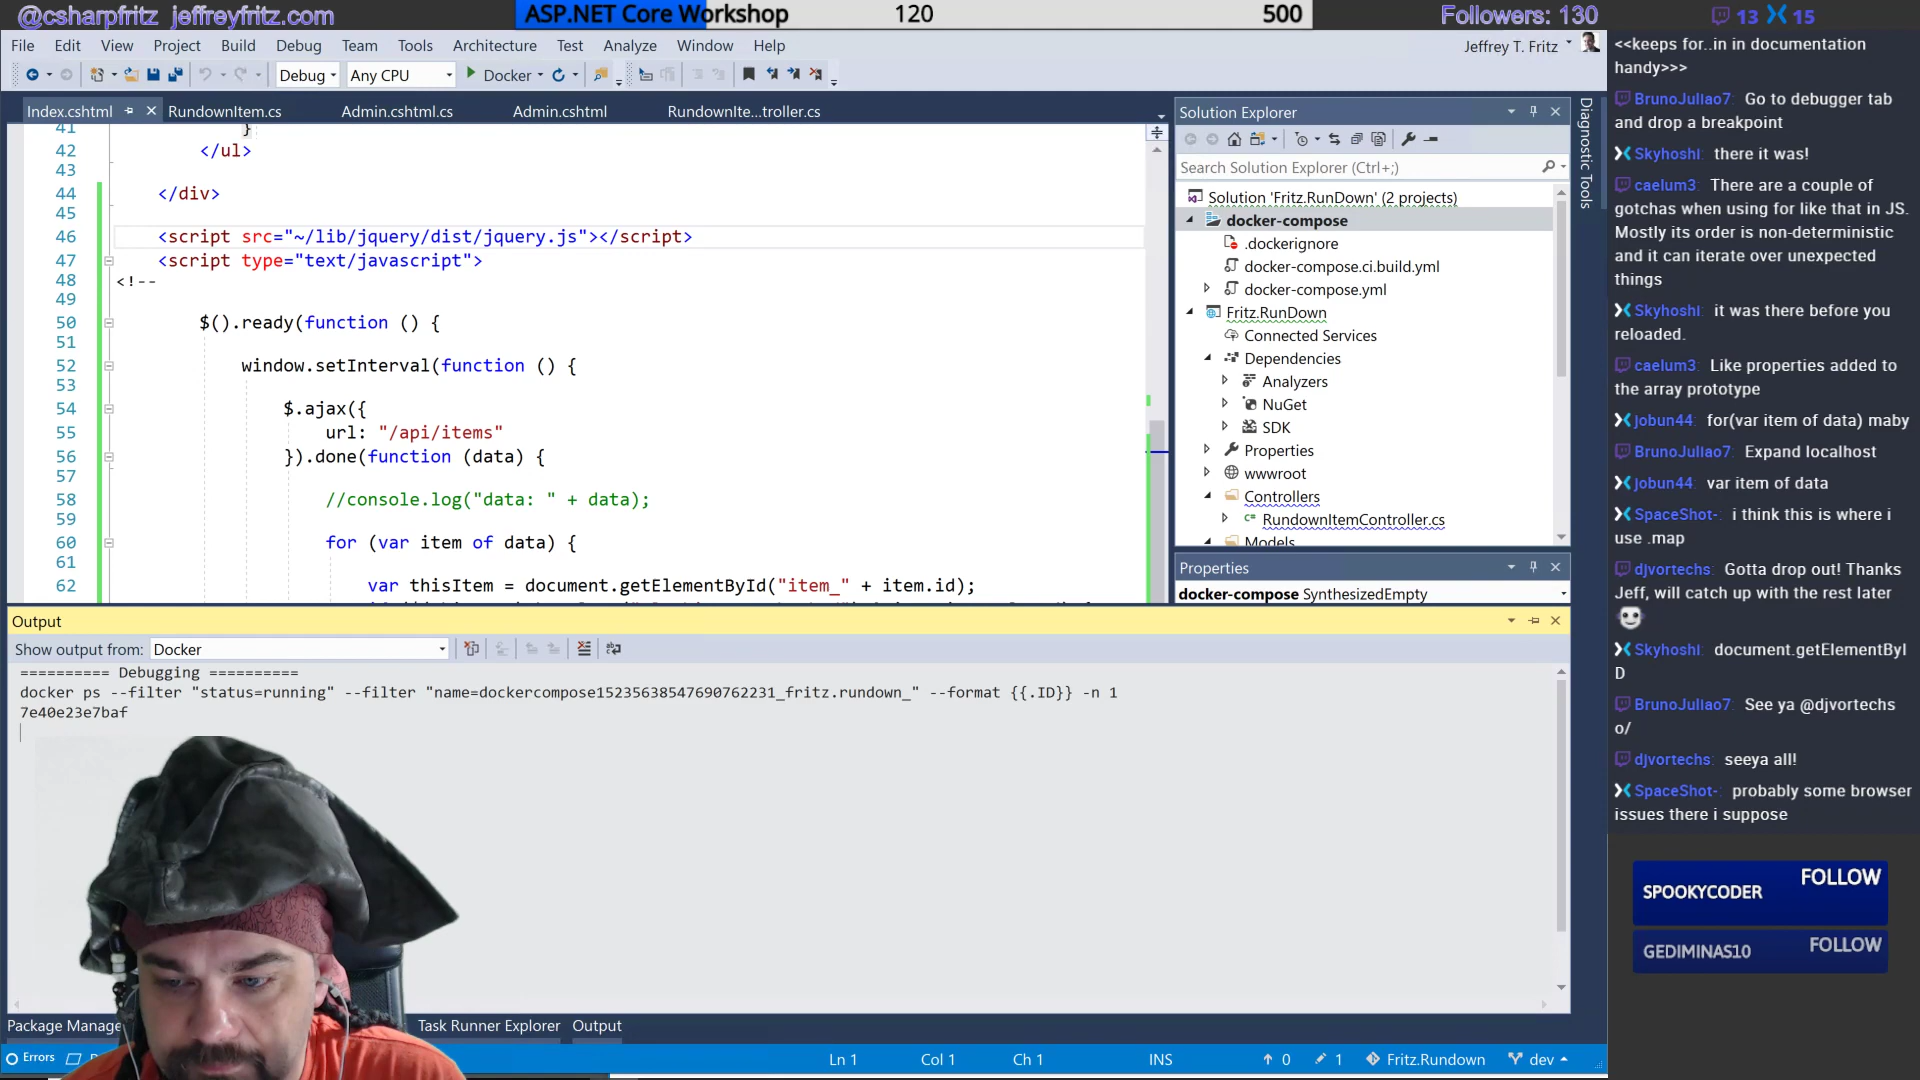 @csharpfritz jeffreyfritz.com
ASP.NET Core Workshop 120 500
Followers: 130
13 15
File Edit View Project Build Debug Team Tools Architecture Test Analyze Window Help
Jeffrey T. Fritz
Debug Any CPU Docker
Index.cshtml RundownItem.cs Admin.cshtml.cs Admin.cshtml RundownIte...troller.cs
41 }
42 </ul>
43
44 </div>
45
46 <script src="~/lib/jquery/dist/jquery.js"></script>
47 <script type="text/javascript">
48 <!--
49
50 $().ready(function () {
51
52 window.setInterval(function () {
53
54 $.ajax({
55 url: "/api/items"
56 }).done(function (data) {
57
58 //console.log("data: " + data);
59
60 for (var item of data) {
61
62 var thisItem = document.getElementById("item_" + item.id);
Solution Explorer
Search Solution Explorer (Ctrl+;)
Solution 'Fritz.RunDown' (2 projects)
docker-compose
.dockerignore
docker-compose.ci.build.yml
docker-compose.yml
Fritz.RunDown
Connected Services
Dependencies
Analyzers
NuGet
SDK
Properties
wwwroot
Controllers
RundownItemController.cs
Models
Properties
docker-compose SynthesizedEmpty
Diagnostic Tools
Output
Show output from: Docker
========== Debugging ==========
docker ps --filter "status=running" --filter "name=dockercompose15235638547690762231_fritz.rundown_" --format {{.ID}} -n 1
7e40e23e7baf
Package Manage Task Runner Explorer Output
Errors
Ln 1 Col 1 Ch 1 INS 0 1 Fritz.Rundown dev
<<keeps for..in in documentation
handy>>>
BrunoJuliao7: Go to debugger tab
and drop a breakpoint
Skyhoshi: there it was!
caelum3: There are a couple of
gotchas when using for like that in JS.
Mostly its order is non-deterministic
and it can iterate over unexpected
things
Skyhoshi: it was there before you
reloaded.
caelum3: Like properties added to
the array prototype
jobun44: for(var item of data) maby
BrunoJuliao7: Expand localhost
jobun44: var item of data
SpaceShot-: i think this is where i
use .map
djvortechs: Gotta drop out! Thanks
Jeff, will catch up with the rest later
Skyhoshi: document.getElementByI
D
BrunoJuliao7: See ya @djvortechs
o/
djvortechs: seeya all!
SpaceShot-: probably some browser
issues there i suppose
SPOOKYCODER FOLLOW
GEDIMINAS10 FOLLOW